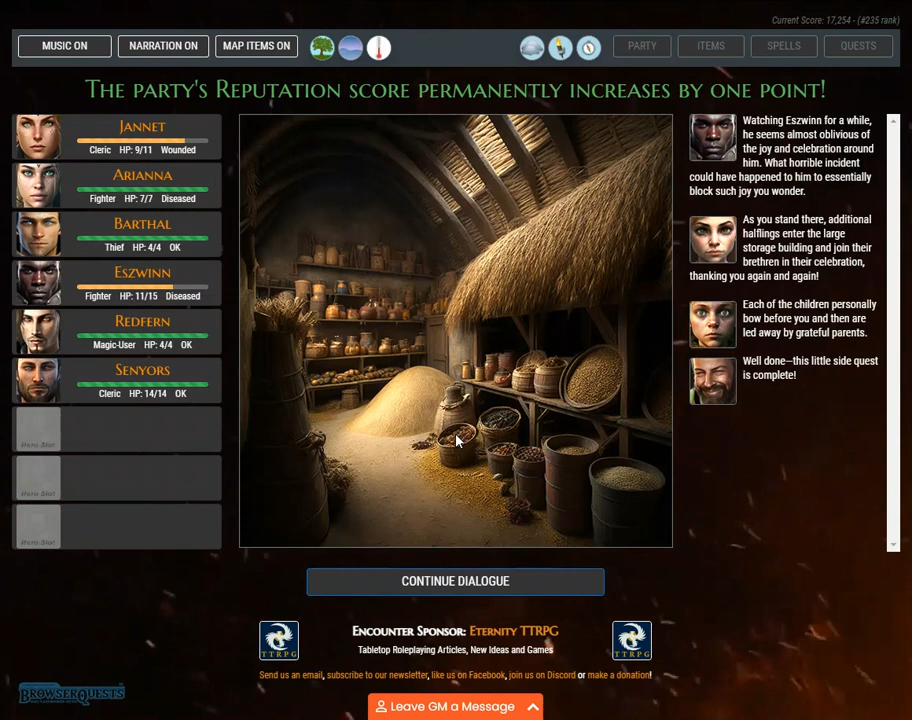 Current Score: 17,254 - (#235 rank)
MUSIC ON
NARRATION ON
MAP ITEMS ON
PARTY
ITEMS
SPELLS
QUESTS
The party's Reputation score permanently increases by one point!
Jannet
Cleric HP: 9/11 Wounded
Arianna
Fighter HP: 7/7 Diseased
Barthal
Thief HP: 4/4 OK
Eszwinn
Fighter HP: 11/15 Diseased
Redfern
Magic-User HP: 4/4 OK
Senyors
Cleric HP: 14/14 OK
Hero Slot
Hero Slot
Hero Slot
Watching Eszwinn for a while,
he seems almost oblivious of
the joy and celebration around
him. What horrible incident
could have happened to him to essentially
block such joy you wonder.
As you stand there, additional
halflings enter the large
storage building and join their
brethren in their celebration,
thanking you again and again!
Each of the children personally
bow before you and then are
led away by grateful parents.
Well done—this little side quest
is complete!
CONTINUE DIALOGUE
TTRPG
Encounter Sponsor: Eternity TTRPG
Tabletop Roleplaying Articles, New Ideas and Games
TTRPG
Send us an email, subscribe to our newsletter, like us on Facebook, join us on Discord or make a donation!
BrowserQuests
Leave GM a Message